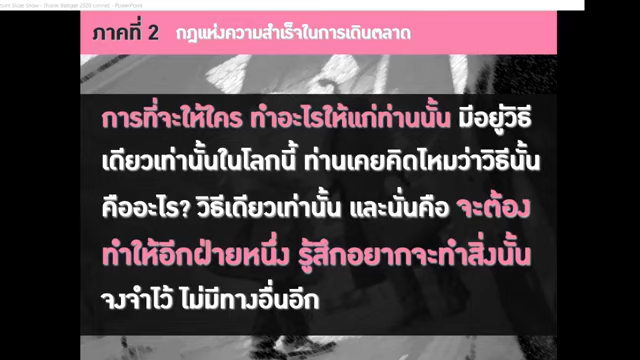 ภาคที่ 2 กฎแห่งความสำเร็จในการเดินตลาด
การที่จะให้ใคร ทำอะไรให้แก่ท่านนั้น มีอยู่วิธี
เดียวเท่านั้นในโลกนี้ ท่านเคยคิดไหมว่าวิธีนั้น
คืออะไร? วิธีเดียวเท่านั้น และนั่นคือ จะต้อง
ทำให้อีกฝ่ายหนึ่ง รู้สึกอยากจะทำสิ่งนั้น
จงจำไว้ ไม่มีทางอื่นอีก